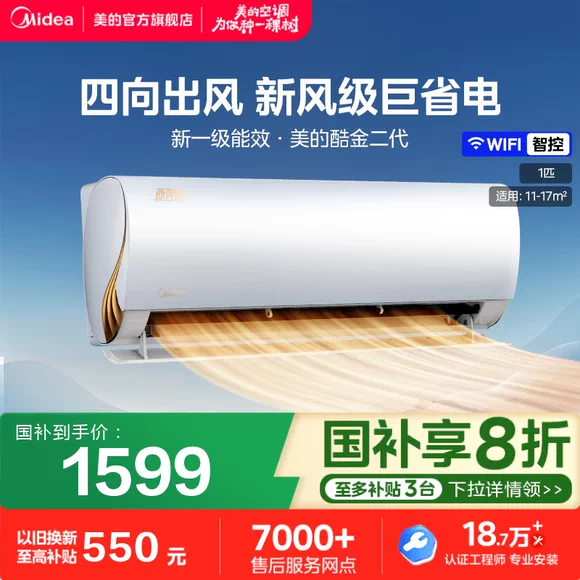 Midea 美的官方旗舰店
美的空调
为你种一棵树
四向出风 新风级巨省电
新一级能效·美的酷金二代
WIFI 智控
1匹
适用: 11-17m²
Midea
国补到手价：
1599
国补享8折
至多补贴3台 下拉详情领>>
以旧换新
至高补贴 550元
7000+
售后服务网点
18.7万+
认证工程师 专业安装